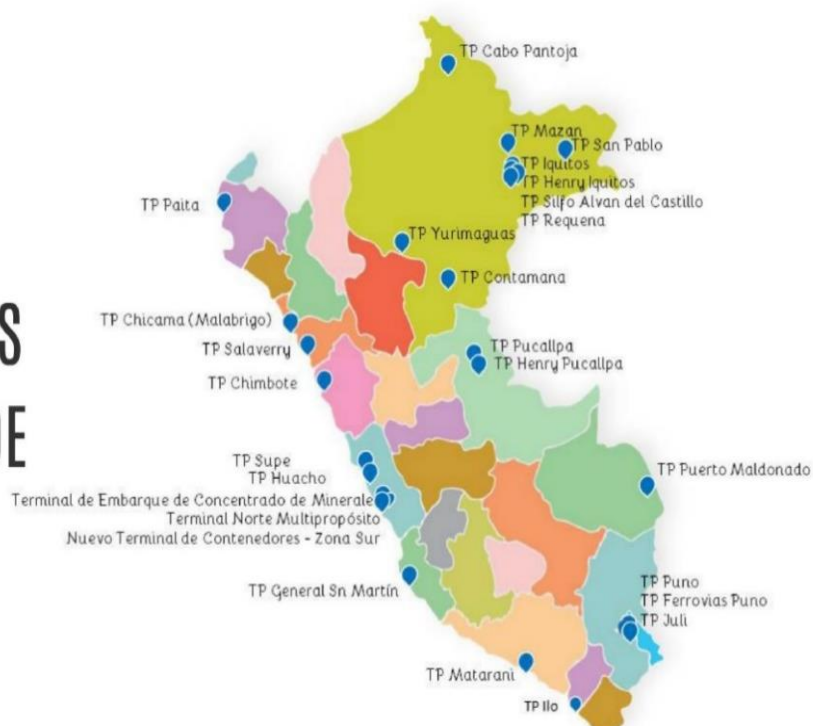 TP Cabo Pantoja
TP Mazan
TP San Pablo
TP Iquitos
TP Henry Iquitos
TP Silfo Alvan del Castillo
TP Requena
TP Paita
TP Yurimaguas
TP Contamana
S
TP Chicama (Malabrigo)
TP Salaverry
TP Pucallpa
TP Henry Pucallpa
TP Chimbote
DE
TP Supe
TP Huacho
TP Puerto Maldonado
Terminal de Embarque de Concentrado de Minerale
Terminal Norte Multipropósito
Nuevo Terminal de Contenedores - Zona Sur
TP General Sn Martín
TP Puno
TP Ferrovias Puno
TP Juli
TP Matarani
TP Ilo